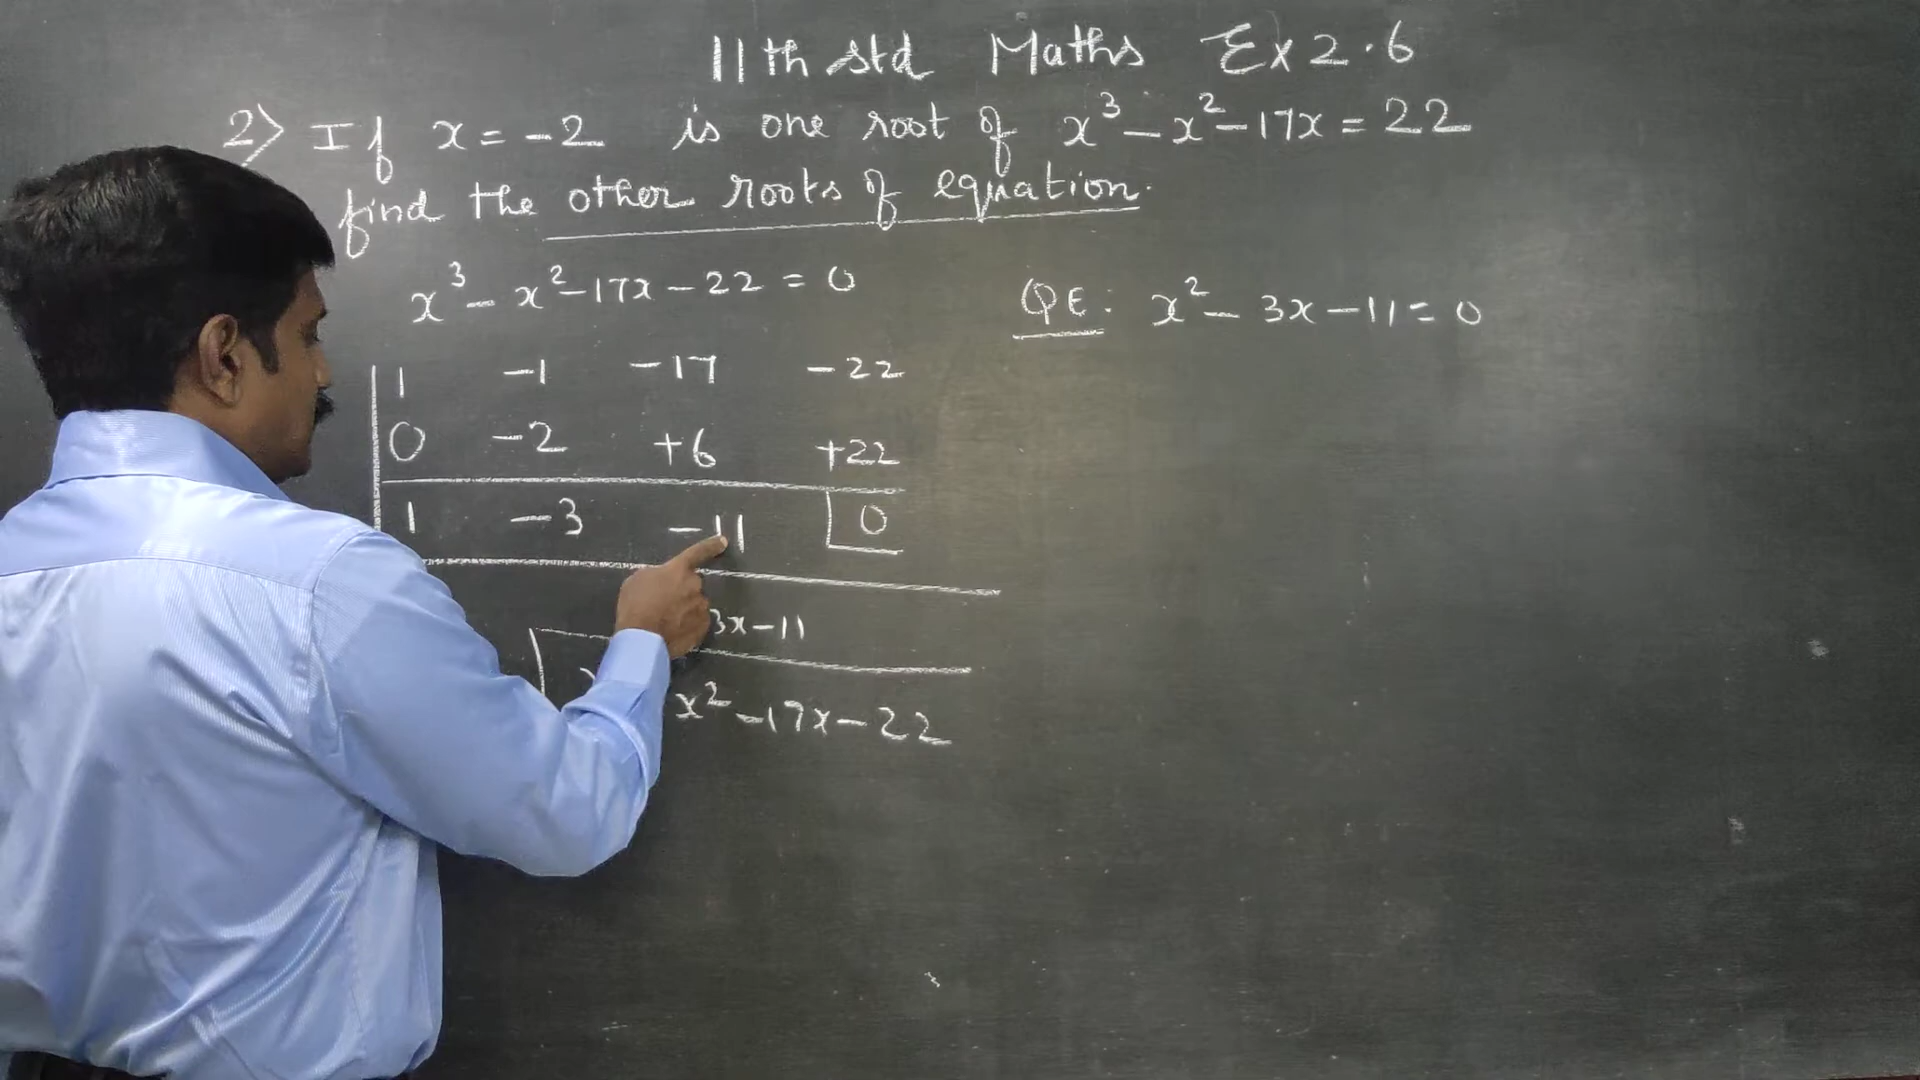 11th std Maths Ex 2.6
2) If x = -2 is one root of x³ - x² - 17x = 22
find the other roots of equation.
x³ - x² - 17x - 22 = 0
1 -1 -17 -22
0 -2 +6 +22
1 -3 -11 0
3x - 11
x² - 17x - 22
QE: x² - 3x - 11 = 0